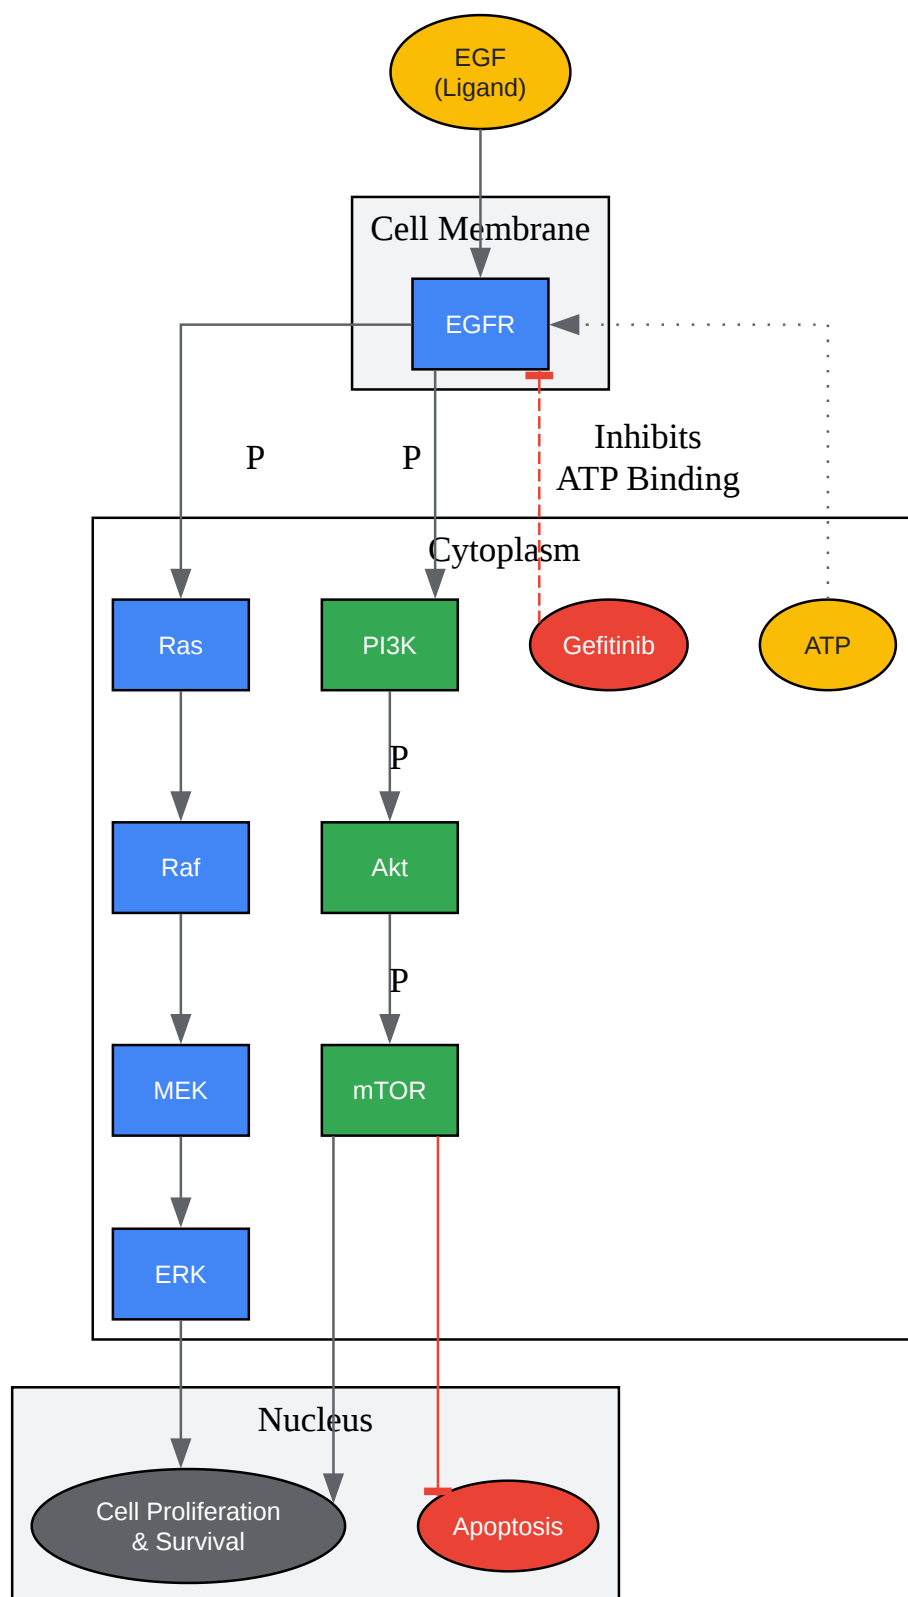 EGF
(Ligand)
Cell Membrane
EGFR
P
P
Inhibits
ATP Binding
Cytoplasm
Ras
PI3K
Gefitinib
ATP
P
Raf
Akt
P
MEK
mTOR
ERK
Nucleus
Cell Proliferation
& Survival
Apoptosis